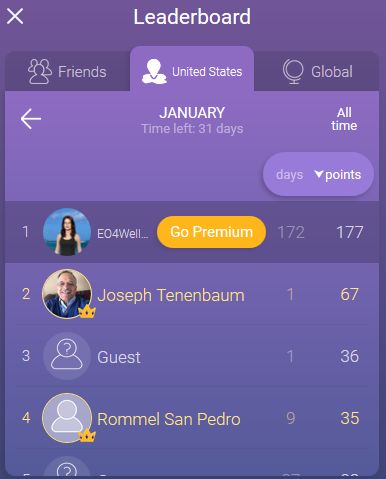 Leaderboard
Friends
United States
Global
JANUARY
Time left: 31 days
All
time
days
points
1 EO4Well... Go Premium 172 177
2 Joseph Tenenbaum 1 67
3 Guest 1 36
4 Rommel San Pedro 9 35